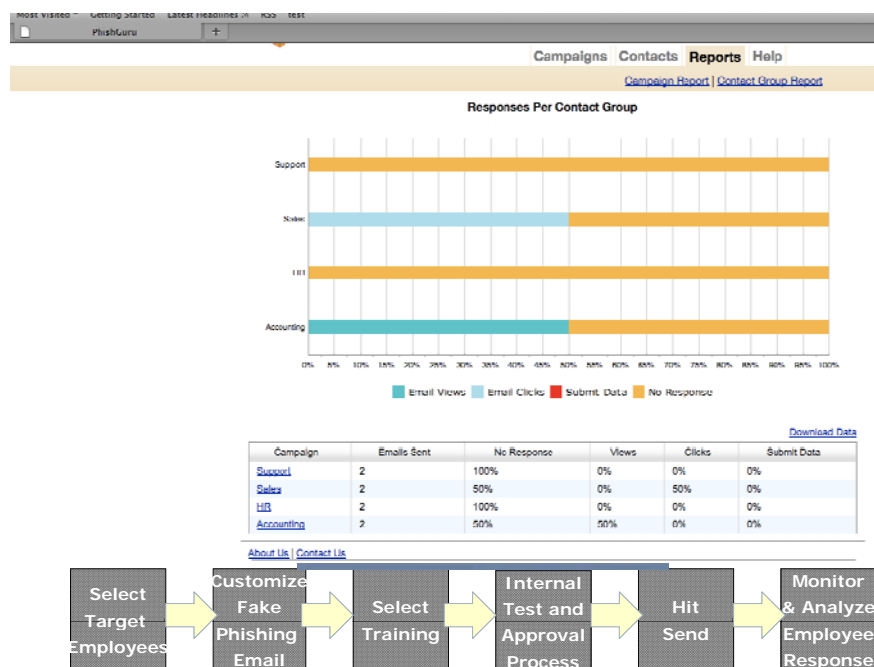 Most Visited Getting Started Latest Headlines RSS test
PhishGuru +
Campaigns Contacts Reports Help
Campaign Report | Contact Group Report
Responses Per Contact Group
Support
Sales
HR
Accounting
0% 5% 10% 15% 20% 25% 30% 35% 40% 45% 50% 55% 60% 65% 70% 75% 80% 85% 90% 95% 100%
Email Views Email Clicks Submit Data No Response
Download Data
Campaign Emails Sent No Response Views Clicks Submit Data
Support 2 100% 0% 0% 0%
Sales 2 50% 0% 50% 0%
HR 2 100% 0% 0% 0%
Accounting 2 50% 50% 0% 0%
About Us | Contact Us
Select
Target
Employees
Customize
Fake
Phishing
Email
Select
Training
Internal
Test and
Approval
Process
Hit
Send
Monitor
& Analyze
Employee
Response